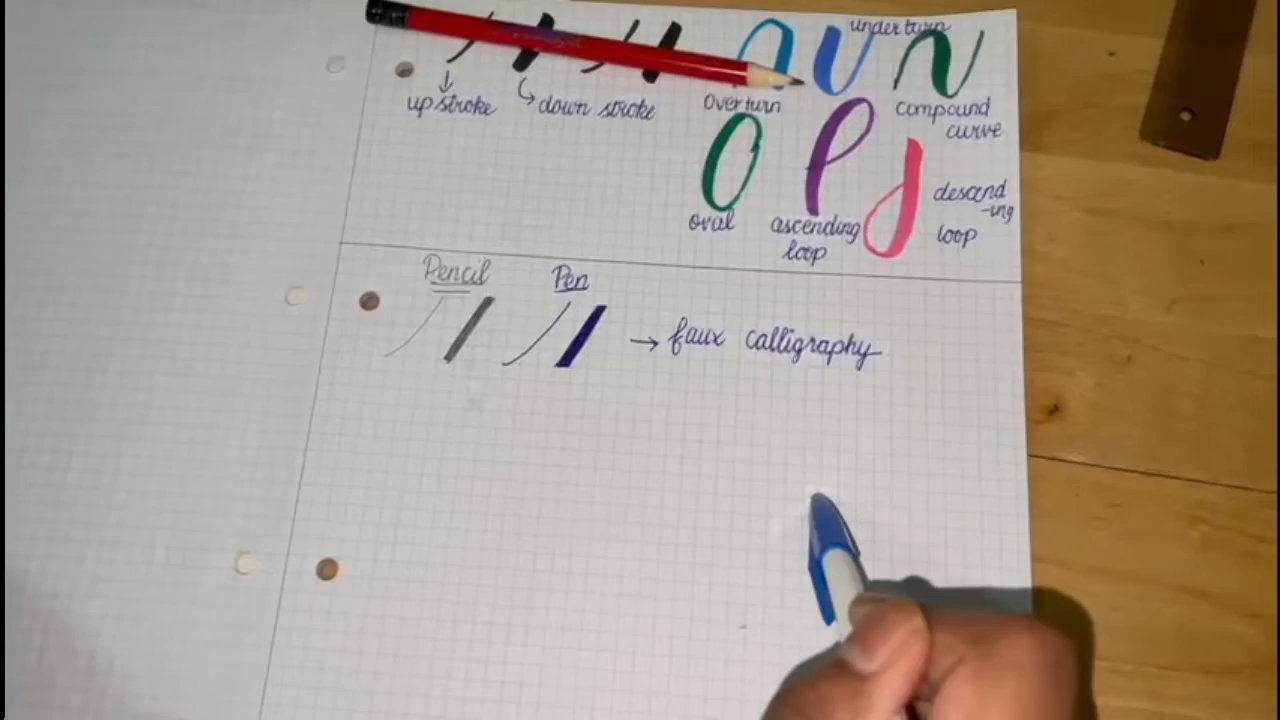 under turn
up stroke
down stroke
Over turn
compound
curve
oval
ascending
loop
descend
-ing
loop
Pencil
Pen
→ faux calligraphy